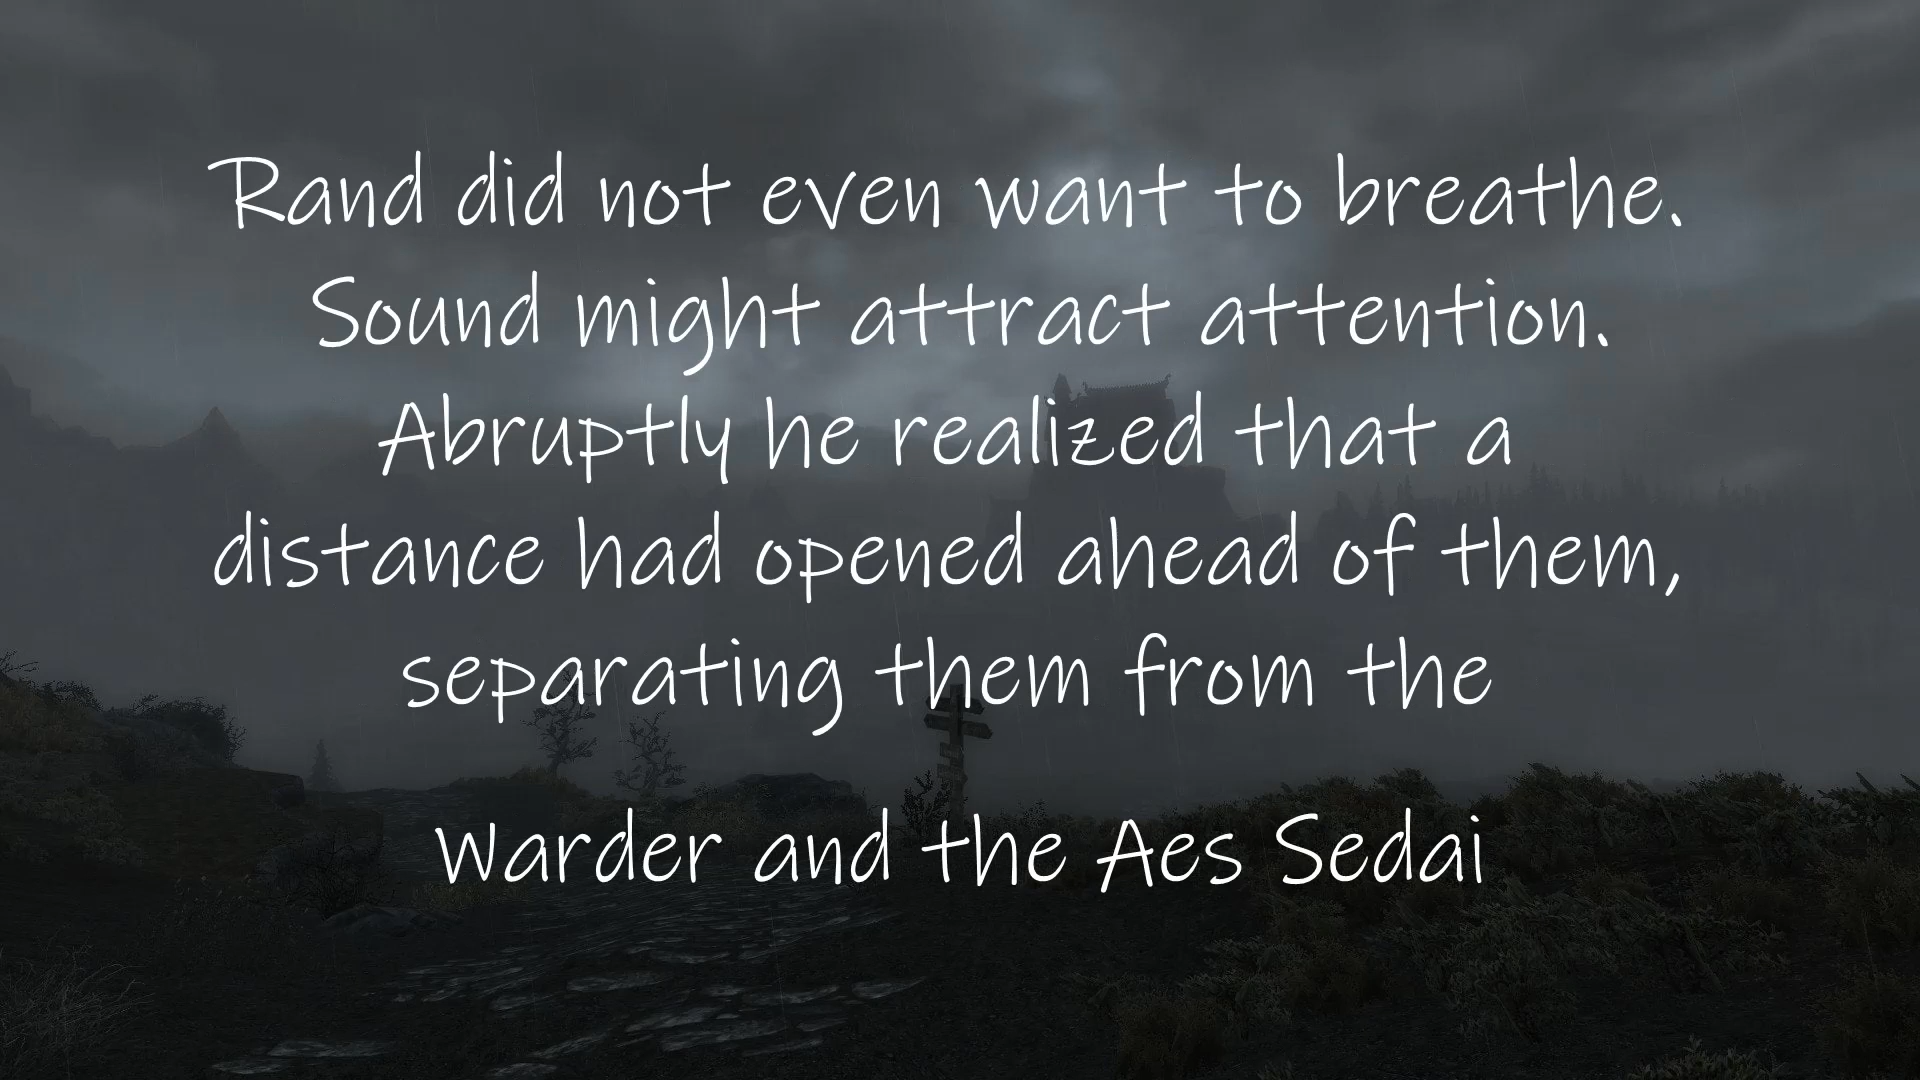 Rand did not even want to breathe.
Sound might attract attention.
Abruptly he realized that a
distance had opened ahead of them,
separating them from the
Warder and the Aes Sedai